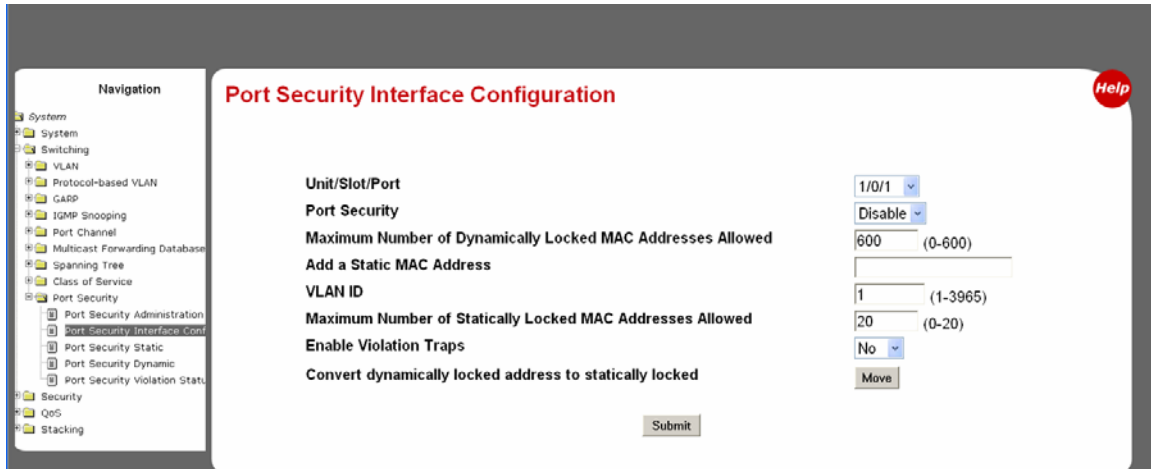 Navigation
System
System
Switching
VLAN
Protocol-based VLAN
GARP
IGMP Snooping
Port Channel
Multicast Forwarding Database
Spanning Tree
Class of Service
Port Security
Port Security Administration
Port Security Interface Conf
Port Security Static
Port Security Dynamic
Port Security Violation Statu
Security
QoS
Stacking
Port Security Interface Configuration
Help
Unit/Slot/Port 1/0/1
Port Security Disable
Maximum Number of Dynamically Locked MAC Addresses Allowed 600 (0-600)
Add a Static MAC Address
VLAN ID 1 (1-3965)
Maximum Number of Statically Locked MAC Addresses Allowed 20 (0-20)
Enable Violation Traps No
Convert dynamically locked address to statically locked Move
Submit